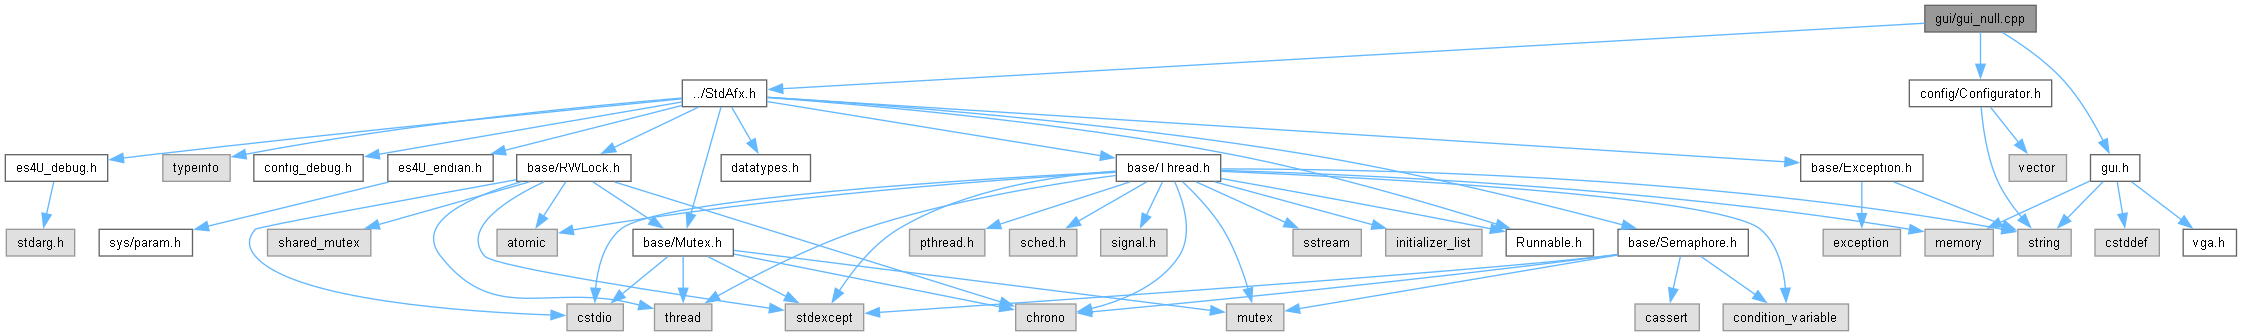 gui/gui_null.cpp
../StdAfx.h
config/Configurator.h
es40_debug.h
typeinfo
config_debug.h
es40_endian.h
base/RWLock.h
datatypes.h
base/Thread.h
base/Exception.h
vector
gui.h
stdarg.h
sys/param.h
shared_mutex
atomic
base/Mutex.h
pthread.h
sched.h
signal.h
sstream
initializer_list
Runnable.h
base/Semaphore.h
exception
memory
string
cstddef
vga.h
cstdio
thread
stdexcept
chrono
mutex
cassert
condition_variable